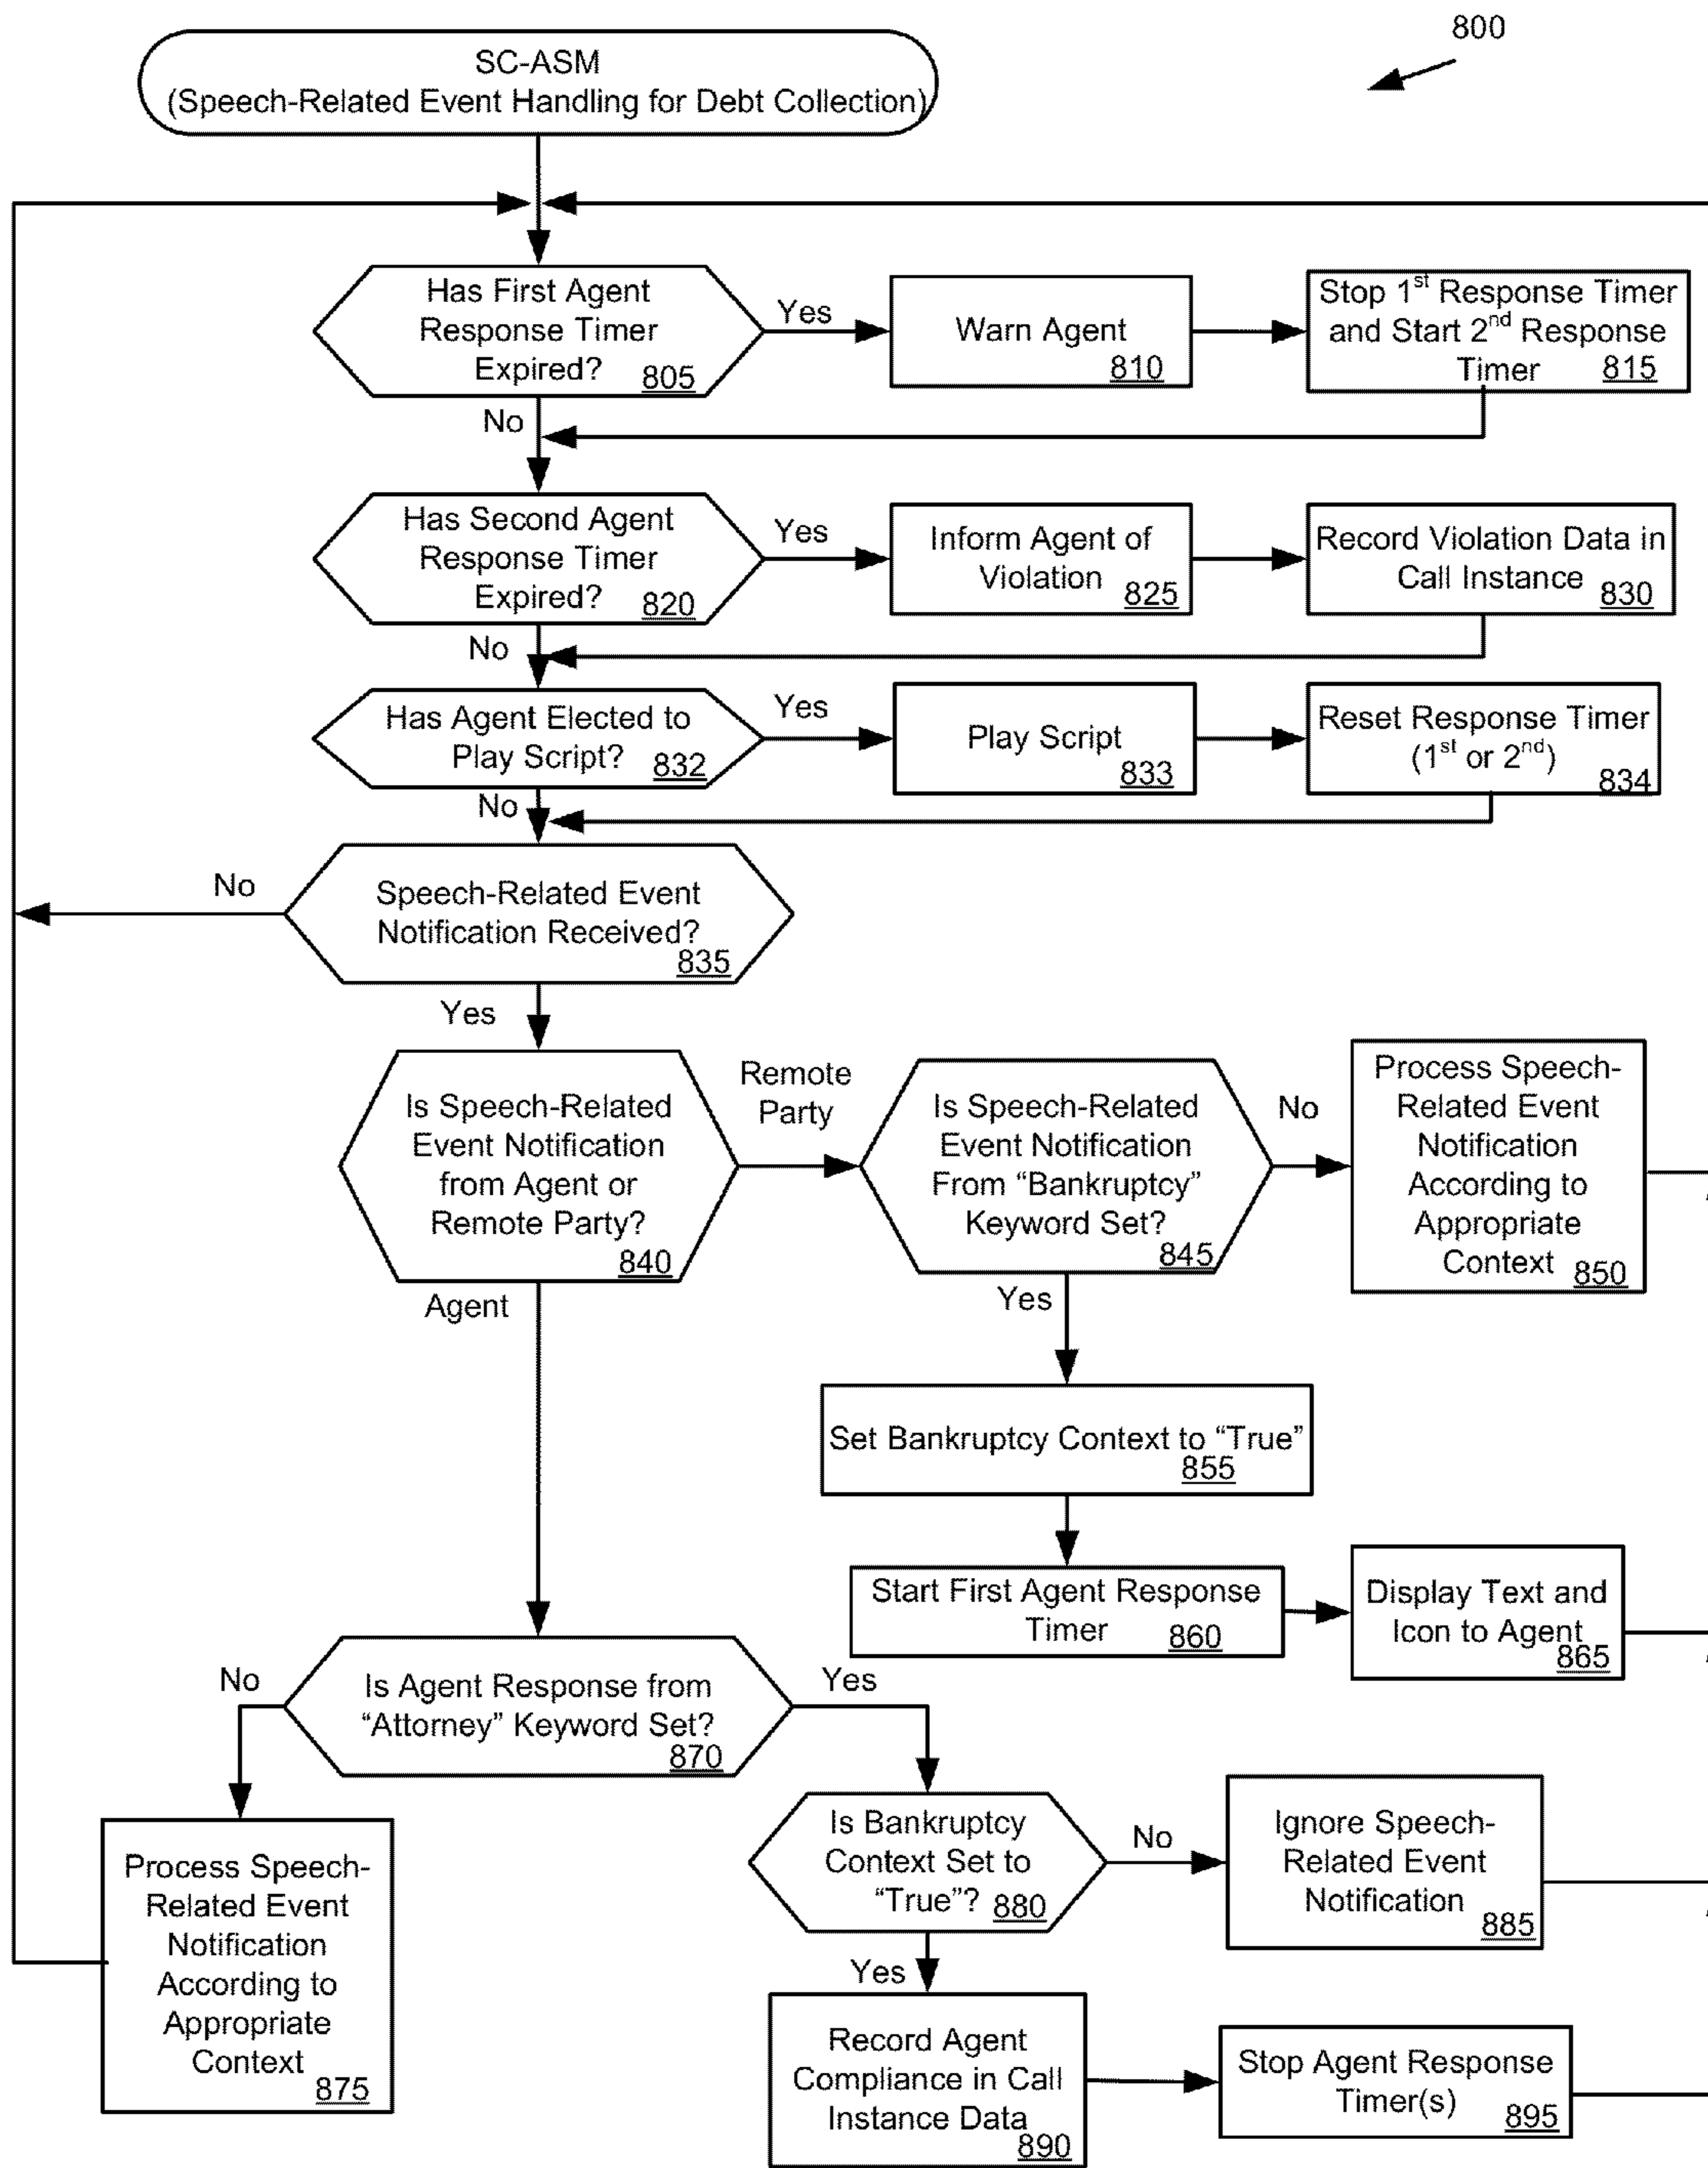 800
SC-ASM
(Speech-Related Event Handling for Debt Collection)
Has First Agent
Response Timer
Expired?
805
Yes
Warn Agent
810
Stop 1st Response Timer
and Start 2nd Response
Timer
815
No
Has Second Agent
Response Timer
Expired?
820
Yes
Inform Agent of
Violation
825
Record Violation Data in
Call Instance
830
No
Has Agent Elected to
Play Script?
832
Yes
Play Script
833
Reset Response Timer
(1st or 2nd)
834
No
Speech-Related Event
Notification Received?
835
No
Yes
Is Speech-Related
Event Notification
from Agent or
Remote Party?
840
Remote
Party
Is Speech-Related
Event Notification
From “Bankruptcy”
Keyword Set?
845
No
Process Speech-
Related Event
Notification
According to
Appropriate
Context
850
Agent
Yes
Set Bankruptcy Context to “True”
855
Start First Agent Response
Timer
860
Display Text and
Icon to Agent
865
Is Agent Response from
“Attorney” Keyword Set?
870
No
Yes
Process Speech-
Related Event
Notification
According to
Appropriate
Context
875
Is Bankruptcy
Context Set to
“True”?
880
No
Ignore Speech-
Related Event
Notification
885
Yes
Record Agent
Compliance in Call
Instance Data
890
Stop Agent Response
Timer(s)
895